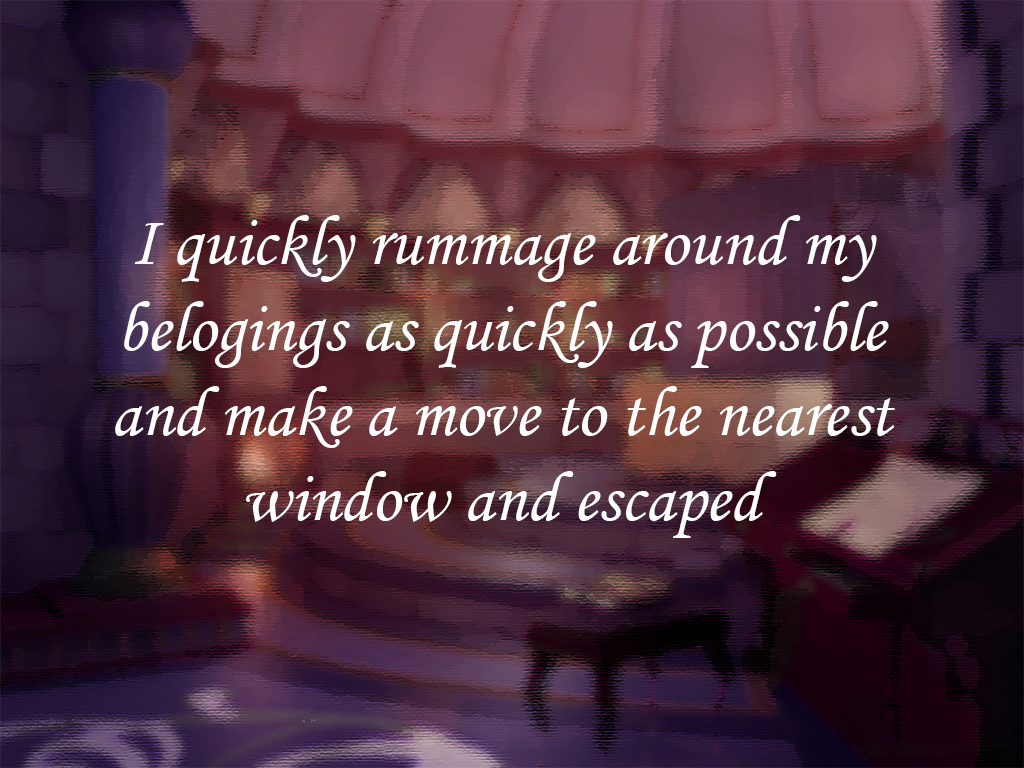 I quickly rummage around my
belogings as quickly as possible
and make a move to the nearest
window and escaped